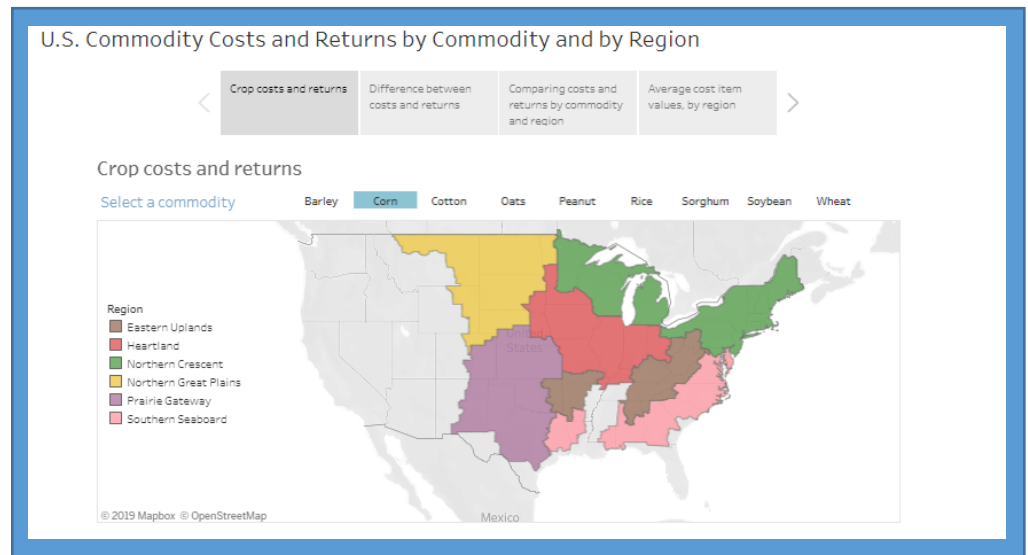 U.S. Commodity Costs and Returns by Commodity and by Region
Crop costs and returns
Difference between
costs and returns
Comparing costs and
returns by commodity
and region
Average cost item
values, by region
Crop costs and returns
Select a commodity
Barley Corn Cotton Oats Peanut Rice Sorghum Soybean Wheat
United
States
Region
Eastern Uplands
Heartland
Northern Crescent
Northern Great Plains
Prairie Gateway
Southern Seaboard
© 2019 Mapbox © OpenStreetMap
Mexico